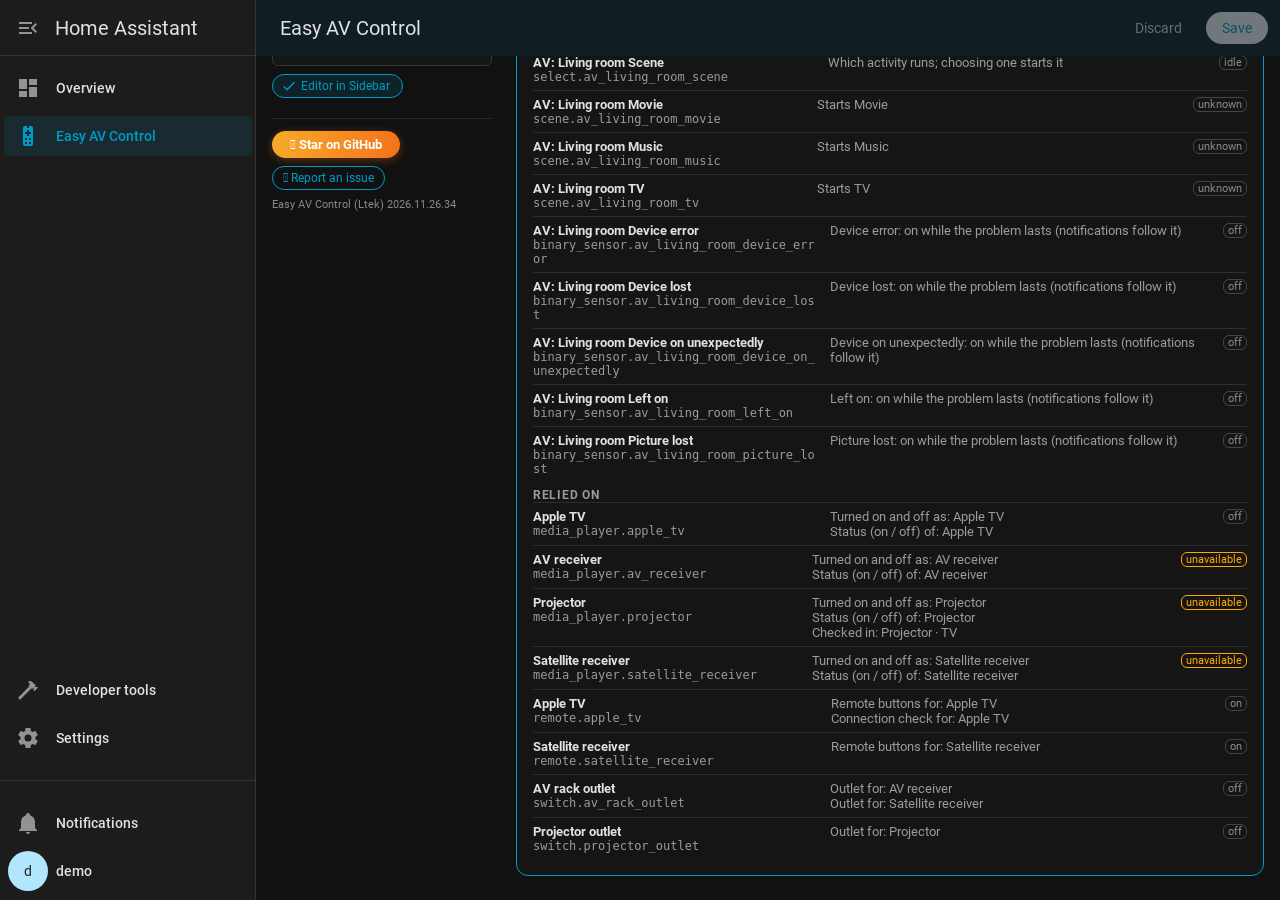 Home Assistant
Overview
Easy AV Control
Developer tools
Settings
Notifications
d demo
Easy AV Control
Discard
Save
Editor in Sidebar
Star on GitHub
Report an issue
Easy AV Control (Ltek) 2026.11.26.34
AV: Living room Scene
select.av_living_room_scene
Which activity runs; choosing one starts it
idle
AV: Living room Movie
scene.av_living_room_movie
Starts Movie
unknown
AV: Living room Music
scene.av_living_room_music
Starts Music
unknown
AV: Living room TV
scene.av_living_room_tv
Starts TV
unknown
AV: Living room Device error
binary_sensor.av_living_room_device_err
or
Device error: on while the problem lasts (notifications follow it)
off
AV: Living room Device lost
binary_sensor.av_living_room_device_los
t
Device lost: on while the problem lasts (notifications follow it)
off
AV: Living room Device on unexpectedly
binary_sensor.av_living_room_device_on_
unexpectedly
Device on unexpectedly: on while the problem lasts (notifications
follow it)
off
AV: Living room Left on
binary_sensor.av_living_room_left_on
Left on: on while the problem lasts (notifications follow it)
off
AV: Living room Picture lost
binary_sensor.av_living_room_picture_lo
st
Picture lost: on while the problem lasts (notifications follow it)
off
RELIED ON
Apple TV
media_player.apple_tv
Turned on and off as: Apple TV
Status (on / off) of: Apple TV
off
AV receiver
media_player.av_receiver
Turned on and off as: AV receiver
Status (on / off) of: AV receiver
unavailable
Projector
media_player.projector
Turned on and off as: Projector
Status (on / off) of: Projector
Checked in: Projector · TV
unavailable
Satellite receiver
media_player.satellite_receiver
Turned on and off as: Satellite receiver
Status (on / off) of: Satellite receiver
unavailable
Apple TV
remote.apple_tv
Remote buttons for: Apple TV
Connection check for: Apple TV
on
Satellite receiver
remote.satellite_receiver
Remote buttons for: Satellite receiver
on
AV rack outlet
switch.av_rack_outlet
Outlet for: AV receiver
Outlet for: Satellite receiver
off
Projector outlet
switch.projector_outlet
Outlet for: Projector
off